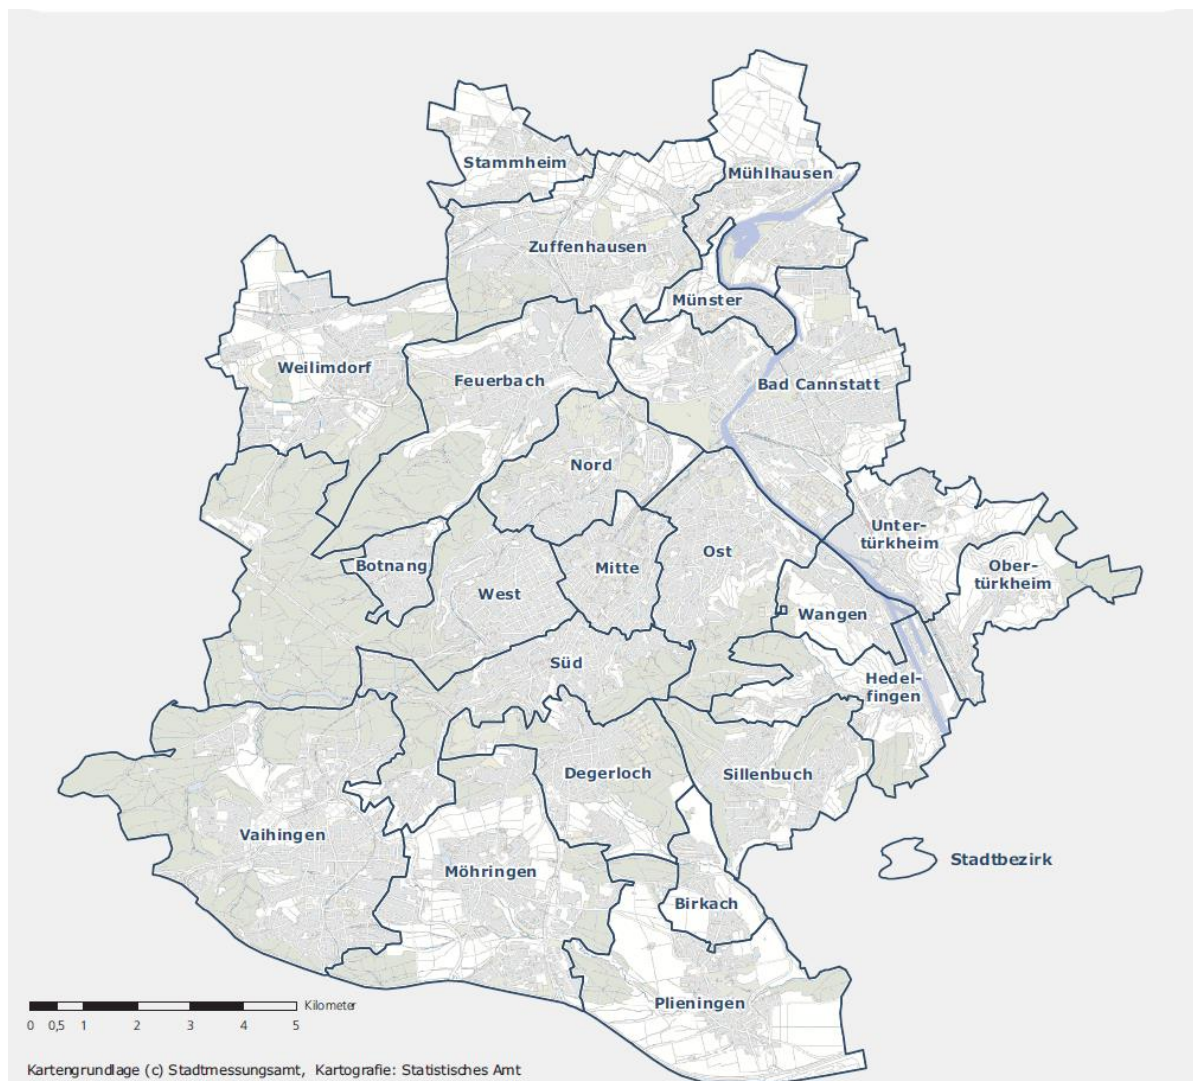 Stammheim
Mühlhausen
Zuffenhausen
Münster
Weilimdorf
Feuerbach
Bad Cannstatt
Nord
Unter-
türkheim
Botnang
Mitte
Ost
Ober-
türkheim
West
Wangen
Süd
Hedel-
fingen
Degerloch
Sillenbuch
Vaihingen
Stadtbezirk
Möhringen
Birkach
Plieningen
Kilometer
0 0,5 1 2 3 4 5
Kartengrundlage (c) Stadtmessungsamt, Kartografie: Statistisches Amt